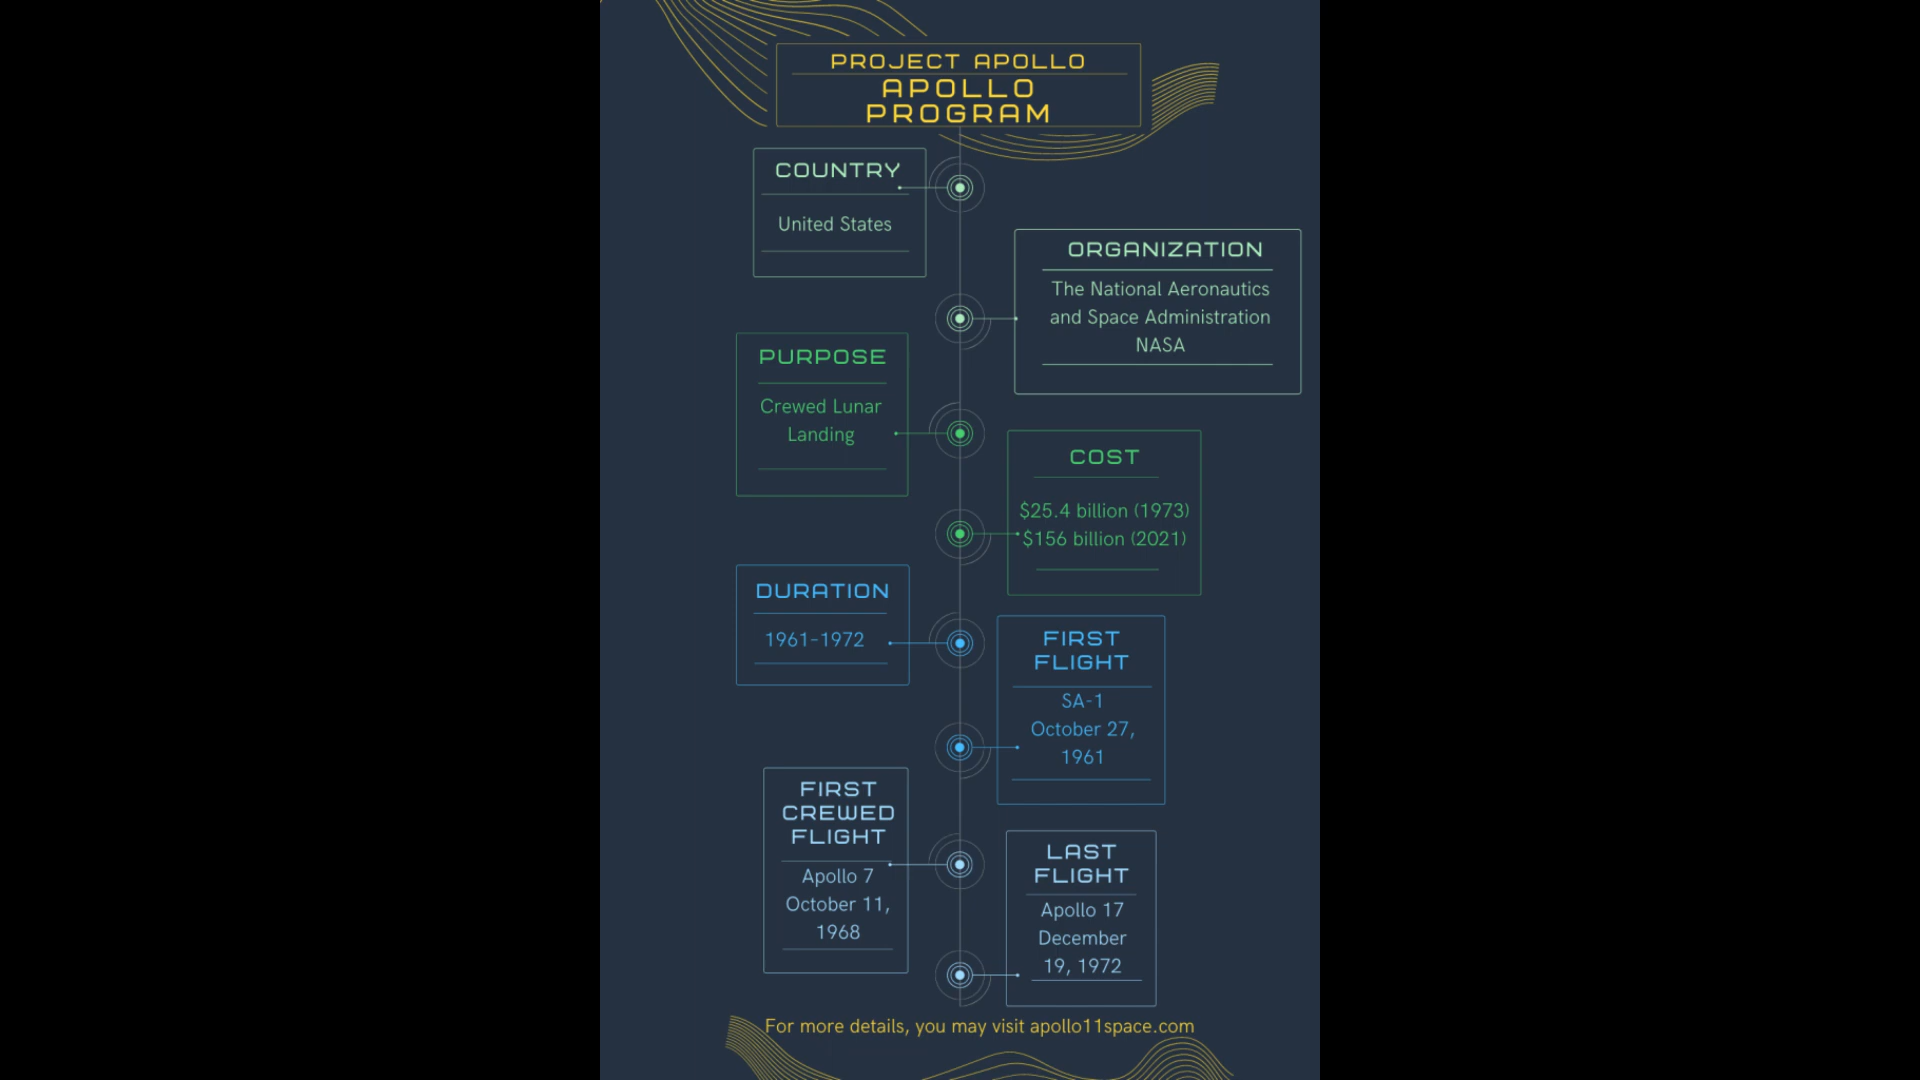 PROJECT APOLLO
APOLLO
PROGRAM
COUNTRY
United States
ORGANIZATION
The National Aeronautics
and Space Administration
NASA
PURPOSE
Crewed Lunar
Landing
COST
$25.4 billion (1973)
$156 billion (2021)
DURATION
1961-1972
FIRST
FLIGHT
SA-1
October 27,
1961
FIRST
CREWED
FLIGHT
Apollo 7
October 11,
1968
LAST
FLIGHT
Apollo 17
December
19, 1972
For more details, you may visit apollo11space.com